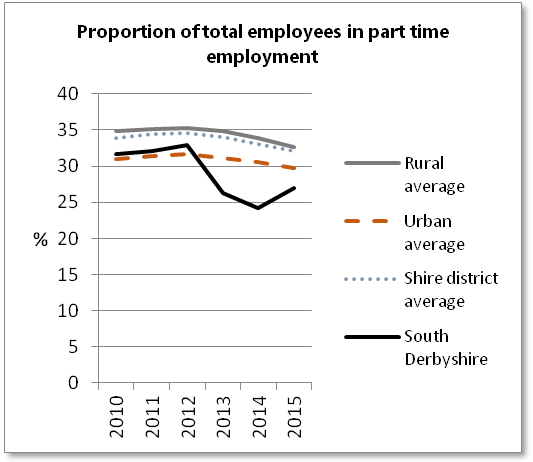 Proportion of total employees in part time
employment
40
35
30
25
20
15
10
5
0
%
2010
2011
2012
2013
2014
2015
Rural
average
Urban
average
Shire district
average
South
Derbyshire